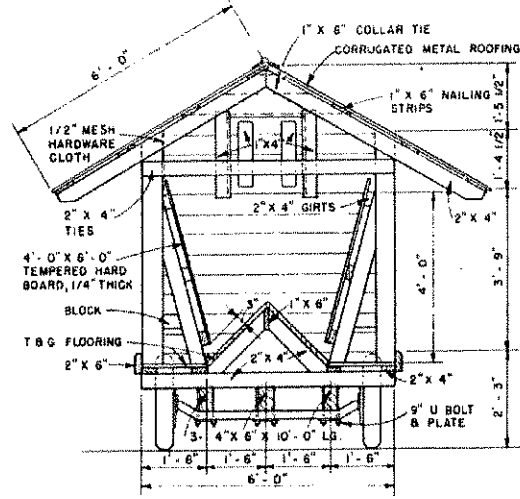 1" X 6" COLLAR TIE
CORRUGATED METAL ROOFING
6'- 0"
1" X 6" NAILING
STRIPS
1/2" MESH
HARDWARE
CLOTH
1"X4"
1'- 5 1/2"
1'- 4 1/2"
2" X 4"
TIES
2" X 4"
GIRTS
2" X 4"
4'- 0" X 6'- 0"
TEMPERED HARD
BOARD, 1/4" THICK
4'- 0"
3'- 9"
BLOCK
3"
1" X 6"
T & G FLOORING
2" X 4"
2" X 6"
2" X 4"
2'- 3"
9" U BOLT
& PLATE
3- 4" X 6" X 10'- 0" LG.
1'- 6"
1'- 6"
1'- 6"
1'- 6"
6'- 0"